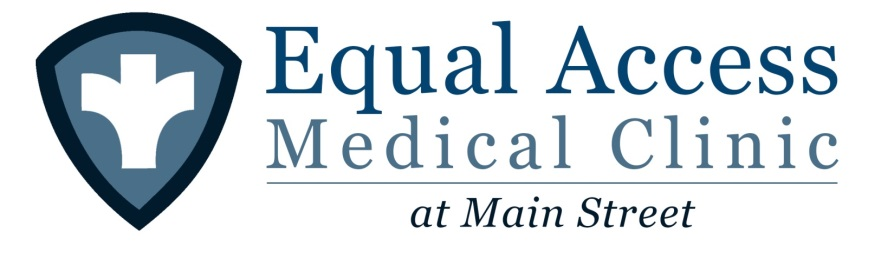 Equal Access
Medical Clinic
at Main Street